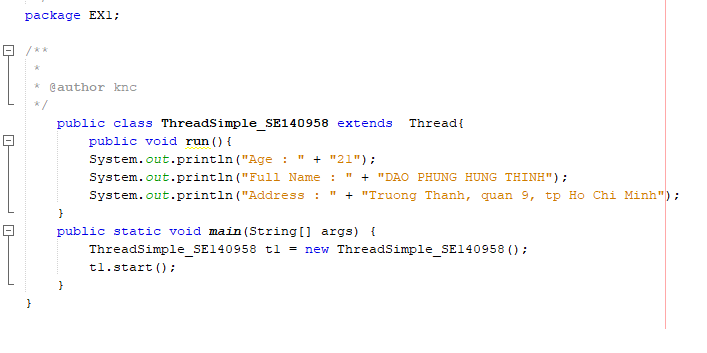 package EX1;
/**
 *
 * @author knc
 */
public class ThreadSimple_SE140958 extends  Thread{
public void run(){
System.out.println("Age : " + "21");
System.out.println("Full Name : " + "DAO PHUNG HUNG THINH");
System.out.println("Address : " + "Truong Thanh, quan 9, tp Ho Chi Minh");
}
public static void main(String[] args) {
ThreadSimple_SE140958 t1 = new ThreadSimple_SE140958();
t1.start();
}
}